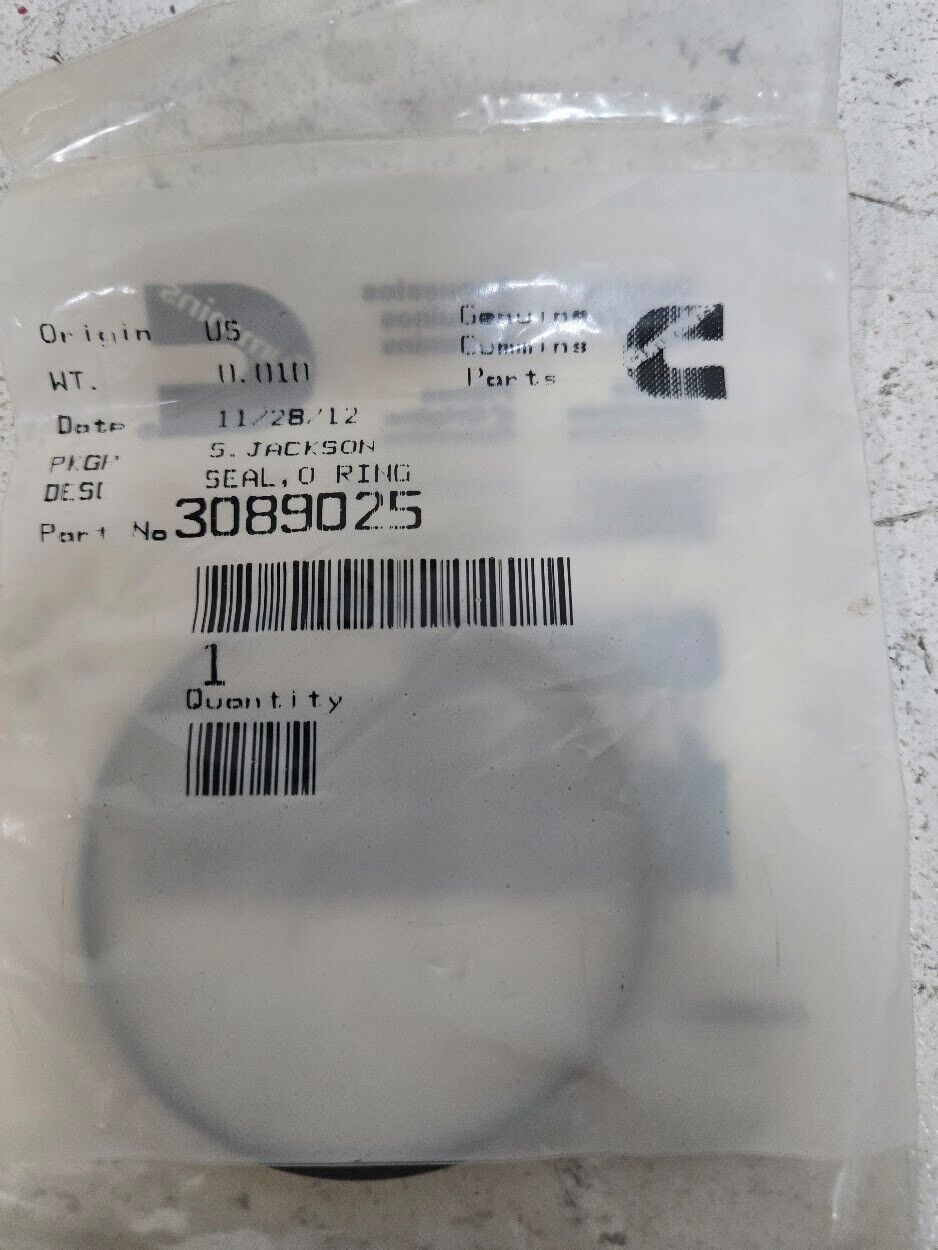 Origin US
WT. 0.010
Date 11/28/12
PKGP S.JACKSON
DESC SEAL,O RING
Part No 3089025
1
Quantity
Genuine
Cummins
Parts